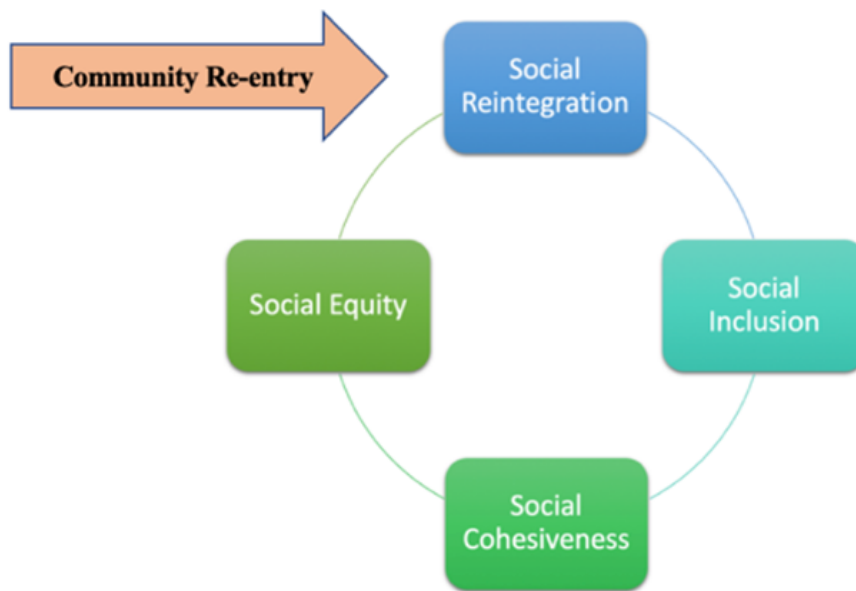 Community Re-entry
Social
Reintegration
Social Equity
Social
Inclusion
Social
Cohesiveness